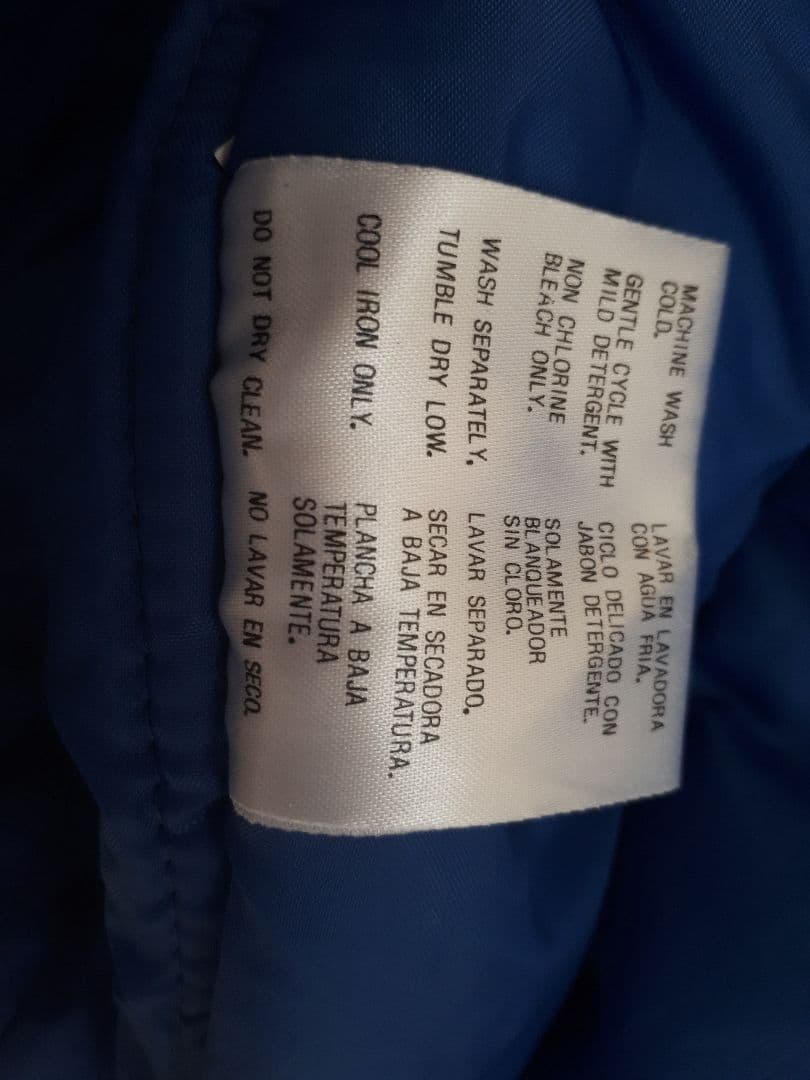 MACHINE WASH
COLD.
GENTLE CYCLE WITH
MILD DETERGENT.
NON CHLORINE
BLEACH ONLY.
WASH SEPARATELY.
TUMBLE DRY LOW.
COOL IRON ONLY.
DO NOT DRY CLEAN.
LAVAR EN LAVADORA
CON AGUA FRIA.
CICLO DELICADO CON
JABON DETERGENTE.
SOLAMENTE
BLANQUEADOR
SIN CLORO.
LAVAR SEPARADO.
SECAR EN SECADORA
A BAJA TEMPERATURA.
PLANCHA A BAJA
TEMPERATURA
SOLAMENTE.
NO LAVAR EN SECO.